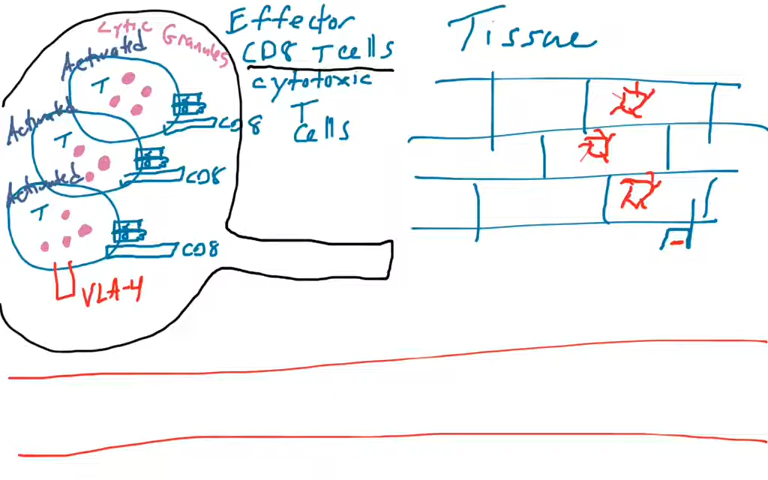 Lytic Granules
Effector
CD8 T cells
cytotoxic
T
cells
Tissue
Activated
T
CD8
Activated
T
CD8
Activated
T
CD8
VLA-4